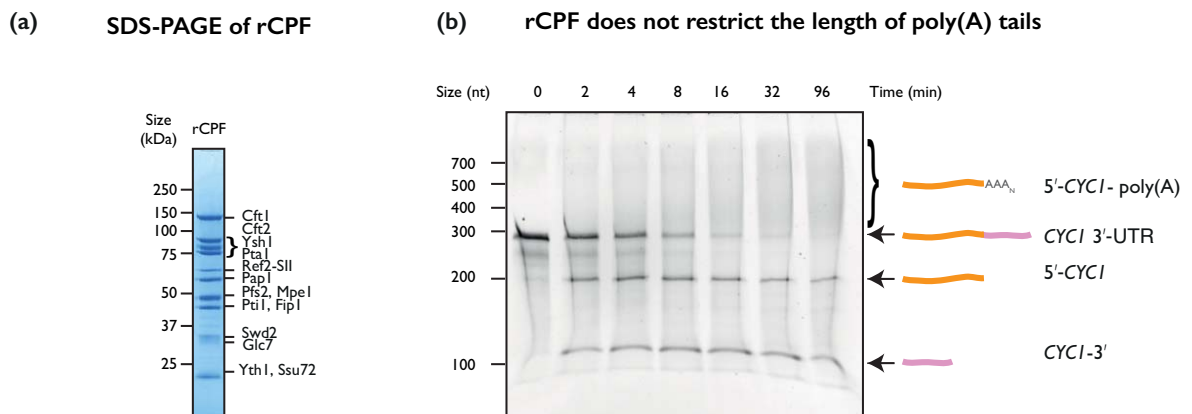 (a) SDS-PAGE of rCPF
Size
(kDa)
rCPF
250
150
100
75
50
37
25
Cft1
Cft2
Ysh1
Pta1
Ref2-SII
Pap1
Pfs2, Mpe1
Pti1, Fip1
Swd2
Glc7
Yth1, Ssu72
(b) rCPF does not restrict the length of poly(A) tails
Size (nt) 0 2 4 8 16 32 96 Time (min)
700
500
400
300
200
100
AAAN 5′-CYC1- poly(A)
CYC1 3′-UTR
5′-CYC1
CYC1-3′